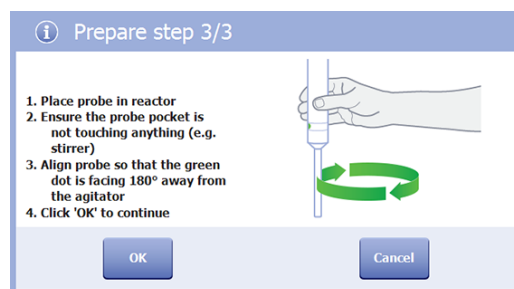 Prepare step 3/3
1. Place probe in reactor
2. Ensure the probe pocket is
not touching anything (e.g.
stirrer)
3. Align probe so that the green
dot is facing 180° away from
the agitator
4. Click 'OK' to continue
OK
Cancel